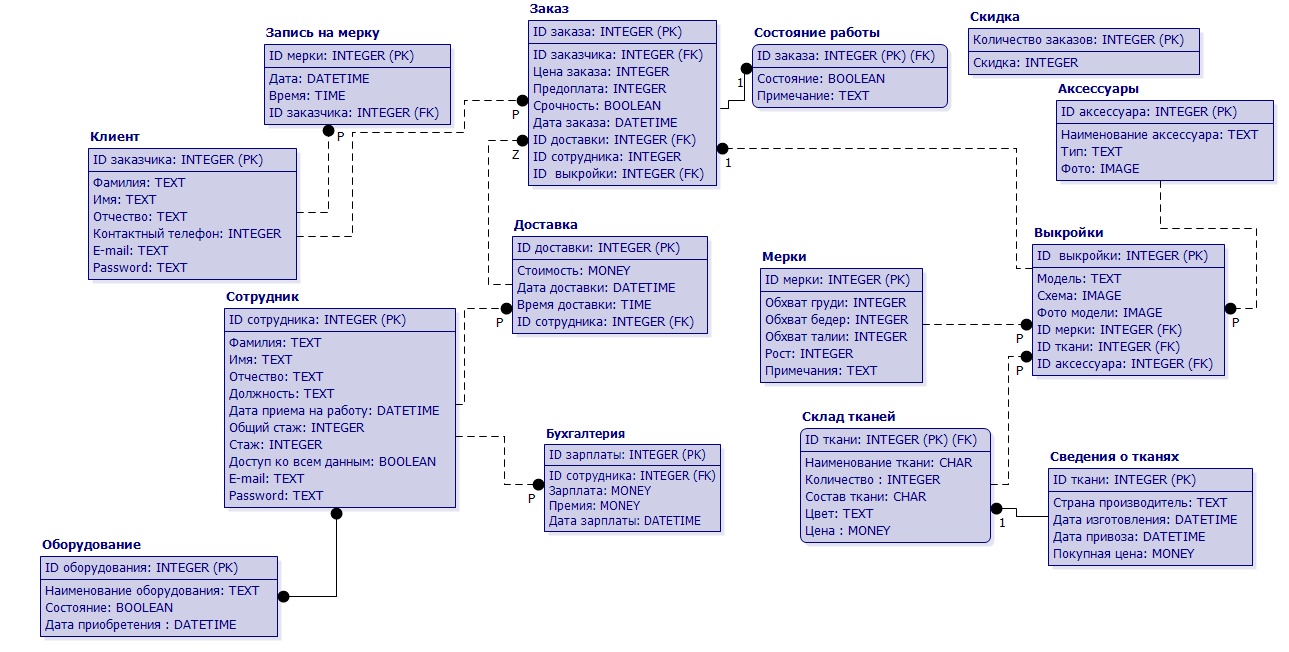 Запись на мерку
ID мерки: INTEGER (PK)
Дата: DATETIME
Время: TIME
ID заказчика: INTEGER (FK)
P
Клиент
ID заказчика: INTEGER (PK)
Фамилия: TEXT
Имя: TEXT
Отчество: TEXT
Контактный телефон: INTEGER
E-mail: TEXT
Password: TEXT
Заказ
ID заказа: INTEGER (PK)
ID заказчика: INTEGER (FK)
Цена заказа: INTEGER
Предоплата: INTEGER
Срочность: BOOLEAN
Дата заказа: DATETIME
ID доставки: INTEGER (FK)
ID сотрудника: INTEGER
ID  выкройки: INTEGER (FK)
P
Z
1
1
Состояние работы
ID заказа: INTEGER (PK) (FK)
Состояние: BOOLEAN
Примечание: TEXT
Скидка
Количество заказов: INTEGER (PK)
Скидка: INTEGER
Аксессуары
ID аксессуара: INTEGER (PK)
Наименование аксессуара: TEXT
Тип: TEXT
Фото: IMAGE
Доставка
ID доставки: INTEGER (PK)
Стоимость: MONEY
Дата доставки: DATETIME
Время доставки: TIME
ID сотрудника: INTEGER (FK)
P
Мерки
ID мерки: INTEGER (PK)
Обхват груди: INTEGER
Обхват бедер: INTEGER
Обхват талии: INTEGER
Рост: INTEGER
Примечания: TEXT
Выкройки
ID  выкройки: INTEGER (PK)
Модель: TEXT
Схема: IMAGE
Фото модели: IMAGE
ID мерки: INTEGER (FK)
ID ткани: INTEGER (FK)
ID аксессуара: INTEGER (FK)
P
P
P
Сотрудник
ID сотрудника: INTEGER (PK)
Фамилия: TEXT
Имя: TEXT
Отчество: TEXT
Должность: TEXT
Дата приема на работу: DATETIME
Общий стаж: INTEGER
Стаж: INTEGER
Доступ ко всем данным: BOOLEAN
E-mail: TEXT
Password: TEXT
Бухгалтерия
ID зарплаты: INTEGER (PK)
ID сотрудника: INTEGER (FK)
Зарплата: MONEY
Премия: MONEY
Дата зарплаты: DATETIME
P
Склад тканей
ID ткани: INTEGER (PK) (FK)
Наименование ткани: CHAR
Количество : INTEGER
Состав ткани: CHAR
Цвет: TEXT
Цена : MONEY
1
Сведения о тканях
ID ткани: INTEGER (PK)
Страна производитель: TEXT
Дата изготовления: DATETIME
Дата привоза: DATETIME
Покупная цена: MONEY
Оборудование
ID оборудования: INTEGER (PK)
Наименование оборудования: TEXT
Состояние: BOOLEAN
Дата приобретения : DATETIME